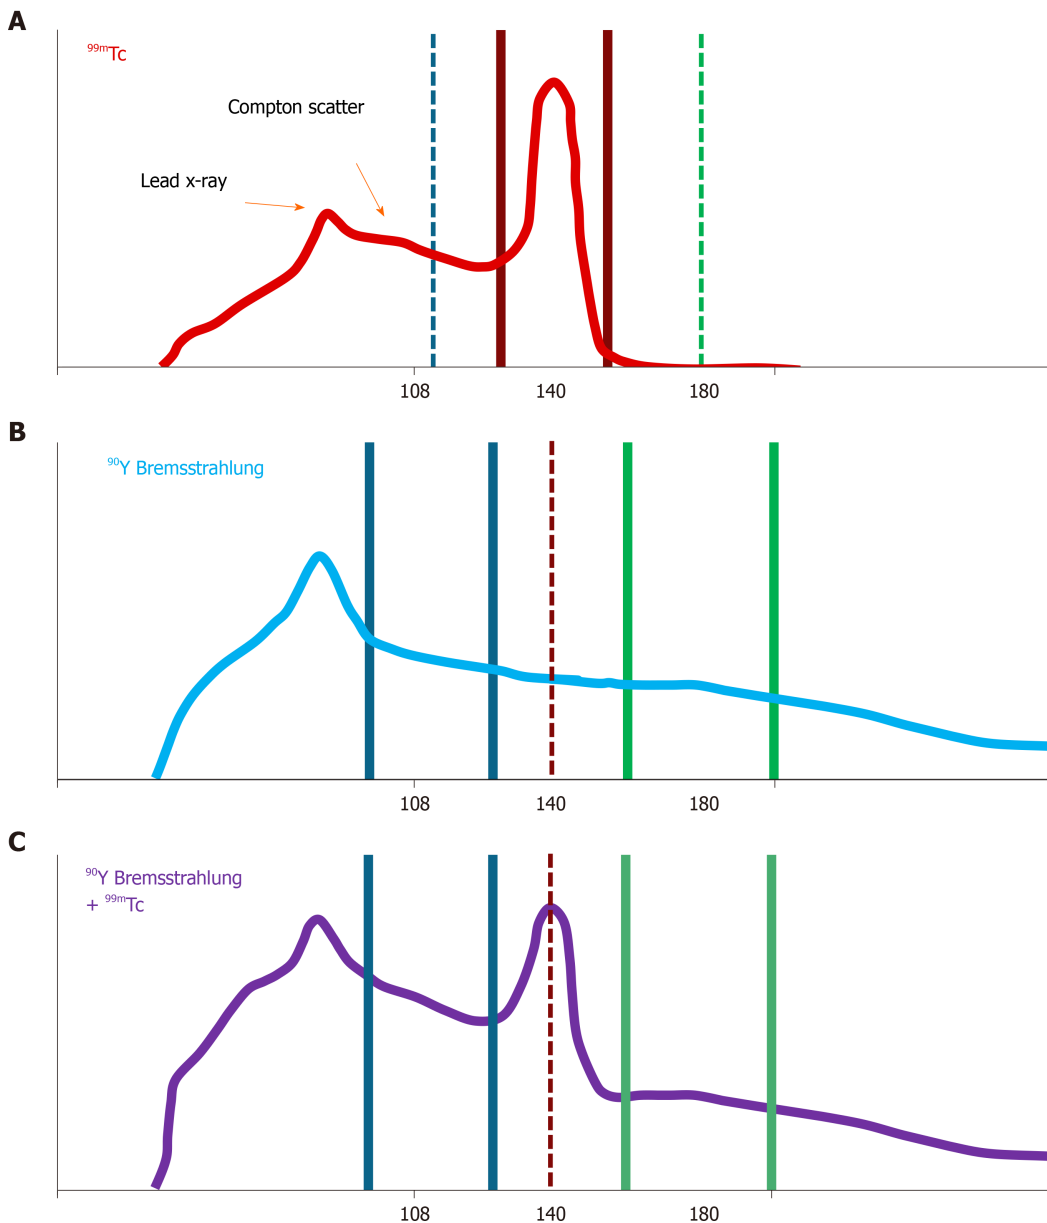 A
⁹⁹ᵐTc
Compton scatter
Lead x-ray
108 140 180
B
⁹⁰Y Bremsstrahlung
108 140 180
C
⁹⁰Y Bremsstrahlung
+ ⁹⁹ᵐTc
108 140 180